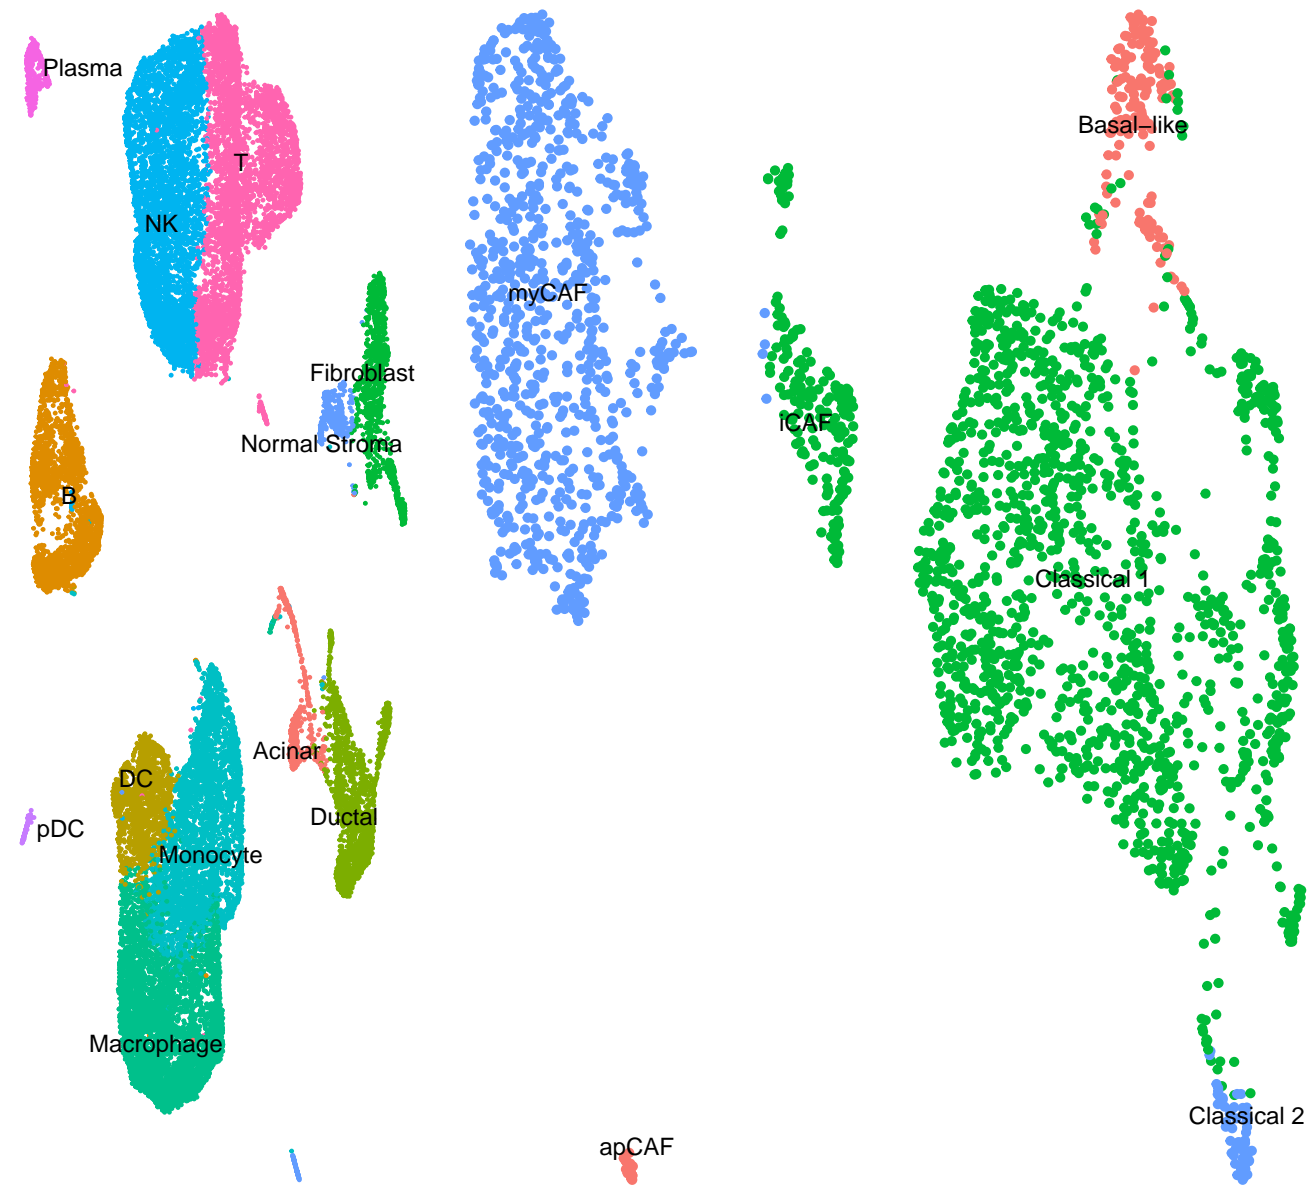 Plasma
Basal−like
T
NK
myCAF
Fibroblast
iCAF
Normal Stroma
B
Classical 1
Acinar
DC
Ductal
pDC
Monocyte
Macrophage
Classical 2
apCAF